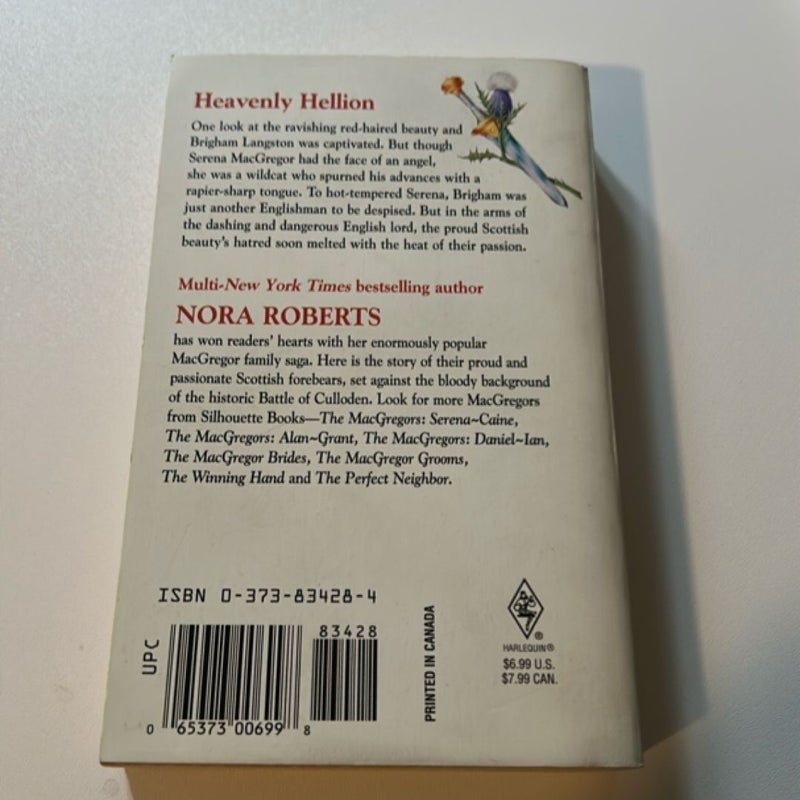 Heavenly Hellion
One look at the ravishing red-haired beauty and
Brigham Langston was captivated. But though
Serena MacGregor had the face of an angel,
she was a wildcat who spurned his advances with a
rapier-sharp tongue. To hot-tempered Serena, Brigham was
just another Englishman to be despised. But in the arms of
the dashing and dangerous English lord, the proud Scottish
beauty's hatred soon melted with the heat of their passion.
Multi-New York Times bestselling author
NORA ROBERTS
has won readers' hearts with her enormously popular
MacGregor family saga. Here is the story of their proud and
passionate Scottish forebears, set against the bloody background
of the historic Battle of Culloden. Look for more MacGregors
from Silhouette Books—The MacGregors: Serena~Caine,
The MacGregors: Alan~Grant, The MacGregors: Daniel~Ian,
The MacGregor Brides, The MacGregor Grooms,
The Winning Hand and The Perfect Neighbor.
ISBN 0-373-83428-4
UPC
83428
0 65373 00699 8
PRINTED IN CANADA
®
HARLEQUIN®
$6.99 U.S.
$7.99 CAN.